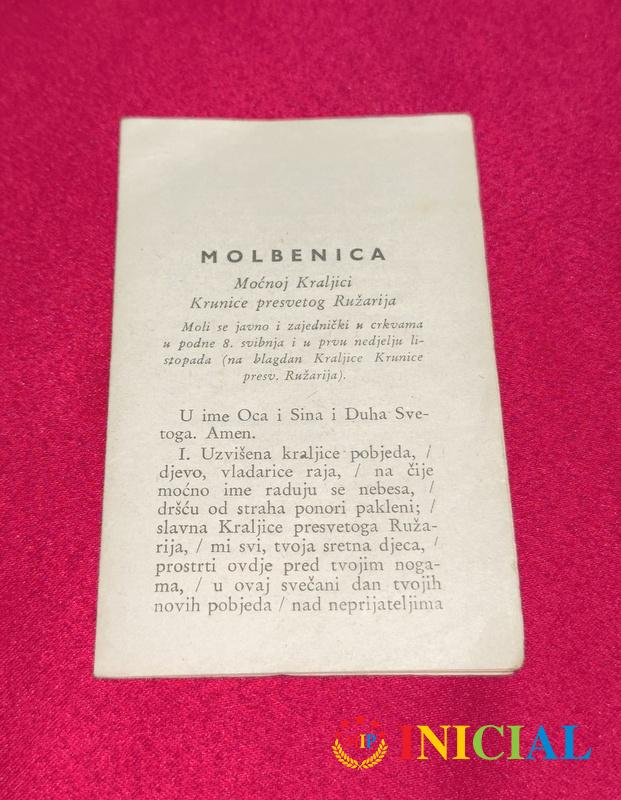 MOLBENICA
Moćnoj Kraljici
Krunice presvetog Ružarija
Moli se javno i zajednički u crkvama
u podne 8. svibnja i u prvu nedjelju li-
stopada (na blagdan Kraljice Krunice
presv. Ružarija).
U ime Oca i Sina i Duha Sve-
toga. Amen.
I. Uzvišena kraljice pobjeda, /
djevo, vladarice raja, / na čije
moćno ime raduju se nebesa, /
dršću od straha ponori pakleni; /
slavna Kraljice presvetoga Ruža-
rija, / mi svi, tvoja sretna djeca, /
prostrti ovdje pred tvojim noga-
ma, / u ovaj svečani dan tvojih
novih pobjeda / nad neprijateljima
IP INICIAL